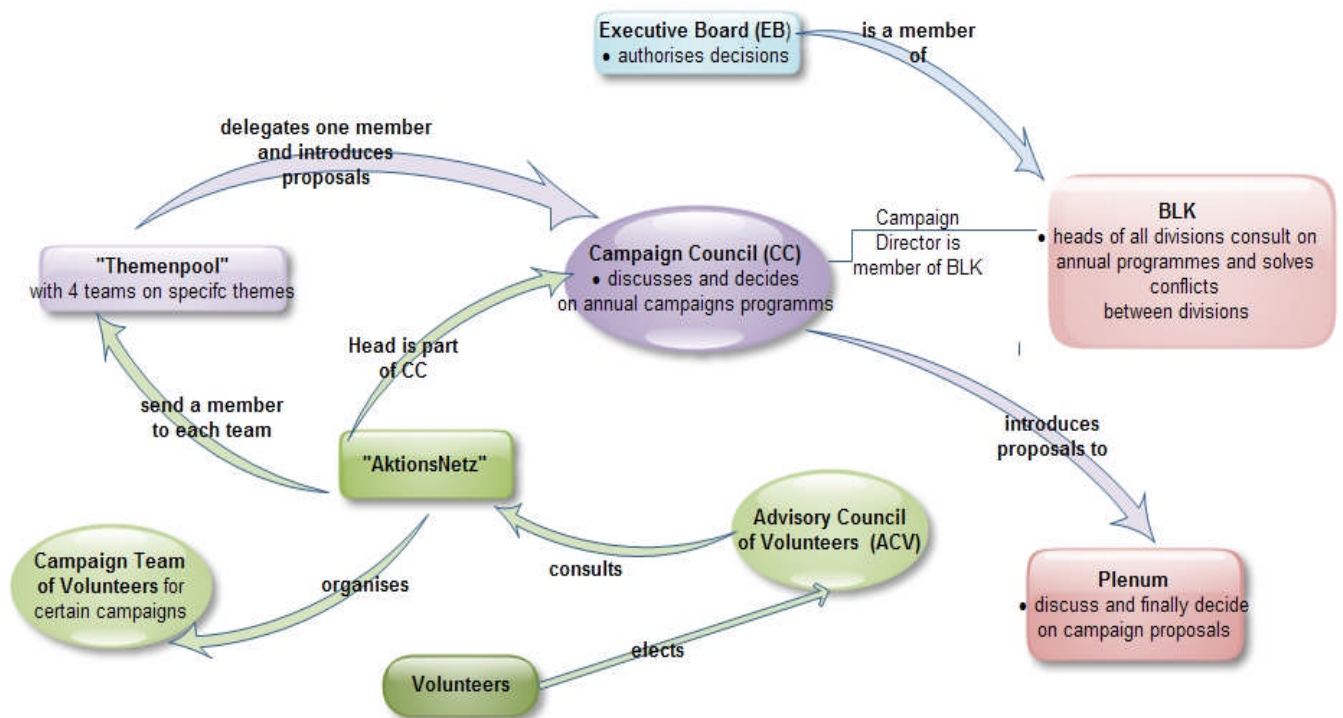 Executive Board (EB)
• authorises decisions
is a member
of
delegates one member
and introduces
proposals
BLK
• heads of all divisions consult on
annual programmes and solves
conflicts
between divisions
Campaign
Director is
member of BLK
Campaign Council (CC)
• discusses and decides
on annual campaigns programms
"Themenpool"
with 4 teams on specifc themes
Head is part
of CC
send a member
to each team
introduces
proposals to
"AktionsNetz"
Advisory Council
of Volunteers (ACV)
Campaign Team
of Volunteers for
certain campaigns
organises
consults
Plenum
• discuss and finally decide
on campaign proposals
elects
Volunteers